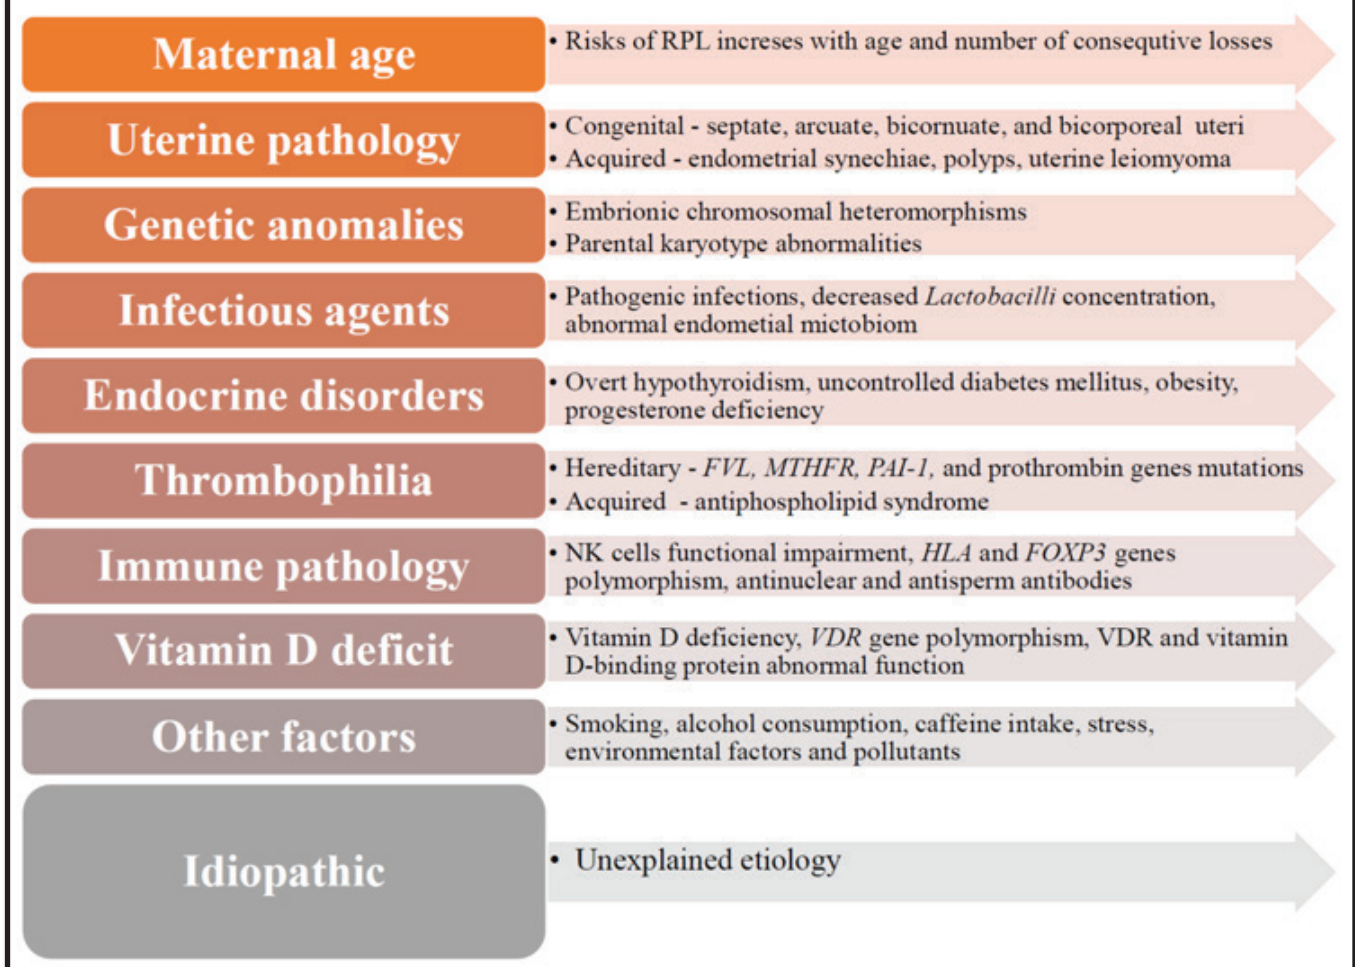 Maternal age
• Risks of RPL increses with age and number of consequtive losses
Uterine pathology
• Congenital - septate, arcuate, bicornuate, and bicorporeal uteri
• Acquired - endometrial synechiae, polyps, uterine leiomyoma
Genetic anomalies
• Embrionic chromosomal heteromorphisms
• Parental karyotype abnormalities
Infectious agents
• Pathogenic infections, decreased Lactobacilli concentration,
abnormal endometial mictobiom
Endocrine disorders
• Overt hypothyroidism, uncontrolled diabetes mellitus, obesity,
progesterone deficiency
Thrombophilia
• Hereditary - FVL, MTHFR, PAI-1, and prothrombin genes mutations
• Acquired - antiphospholipid syndrome
Immune pathology
• NK cells functional impairment, HLA and FOXP3 genes
polymorphism, antinuclear and antisperm antibodies
Vitamin D deficit
• Vitamin D deficiency, VDR gene polymorphism, VDR and vitamin
D-binding protein abnormal function
Other factors
• Smoking, alcohol consumption, caffeine intake, stress,
environmental factors and pollutants
Idiopathic
• Unexplained etiology